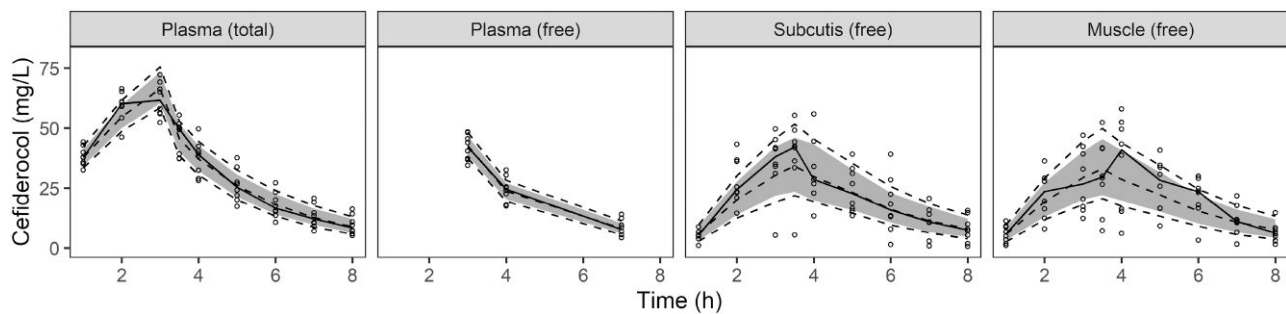 Plasma (total) Plasma (free) Subcutis (free) Muscle (free)
Cefiderocol (mg/L)
75
50
25
0
2 4 6 8 2 4 6 8 2 4 6 8 2 4 6 8
Time (h)